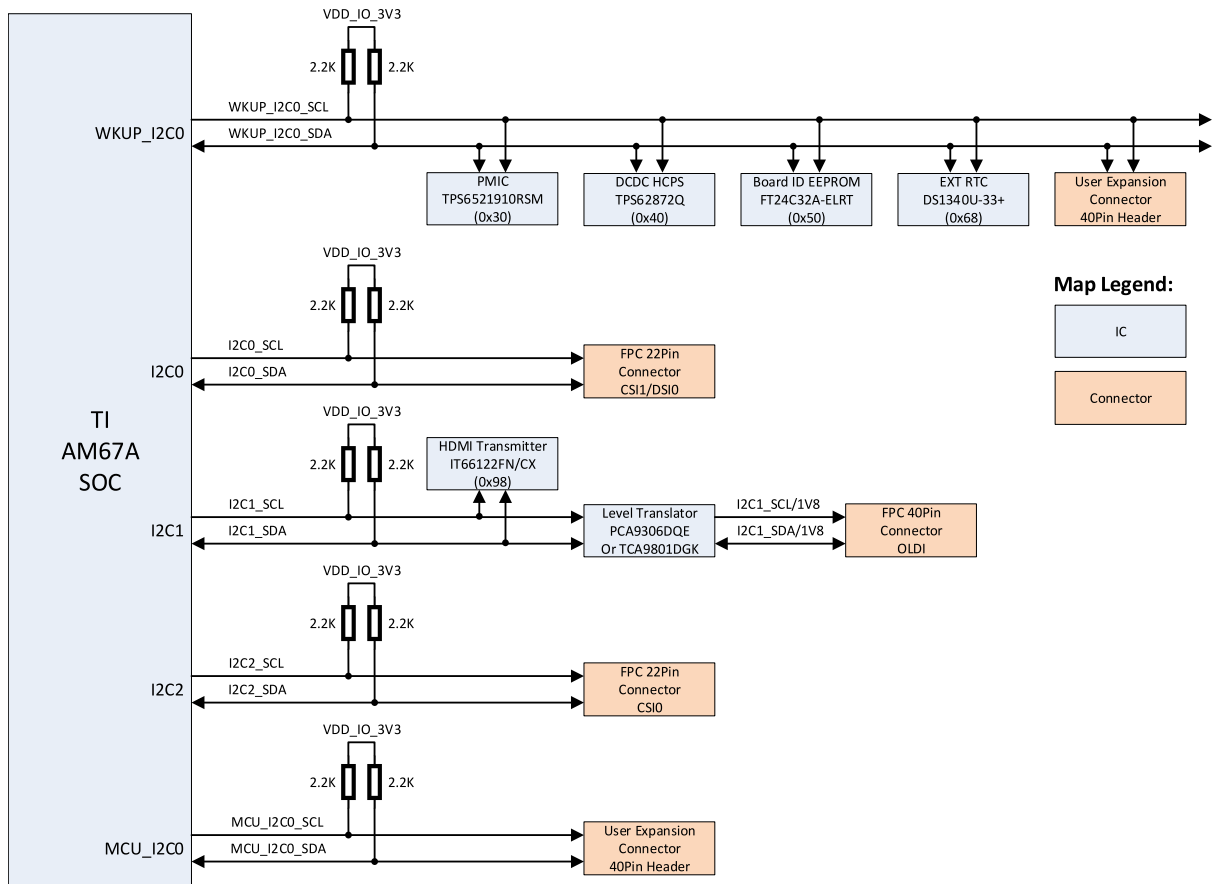 VDD_IO_3V3
2.2K 2.2K
WKUP_I2C0
WKUP_I2C0_SCL
WKUP_I2C0_SDA
PMIC
TPS6521910RSM
(0x30)
DCDC HCPS
TPS62872Q
(0x40)
Board ID EEPROM
FT24C32A-ELRT
(0x50)
EXT RTC
DS1340U-33+
(0x68)
User Expansion
Connector
40Pin Header
Map Legend:
IC
Connector
VDD_IO_3V3
2.2K 2.2K
I2C0
I2C0_SCL
I2C0_SDA
FPC 22Pin
Connector
CSI1/DSI0
TI
AM67A
SOC
VDD_IO_3V3
2.2K 2.2K
HDMI Transmitter
IT66122FN/CX
(0x98)
I2C1
I2C1_SCL
I2C1_SDA
Level Translator
PCA9306DQE
Or TCA9801DGK
I2C1_SCL/1V8
I2C1_SDA/1V8
FPC 40Pin
Connector
OLDI
VDD_IO_3V3
2.2K 2.2K
I2C2
I2C2_SCL
I2C2_SDA
FPC 22Pin
Connector
CSI0
VDD_IO_3V3
2.2K 2.2K
MCU_I2C0
MCU_I2C0_SCL
MCU_I2C0_SDA
User Expansion
Connector
40Pin Header